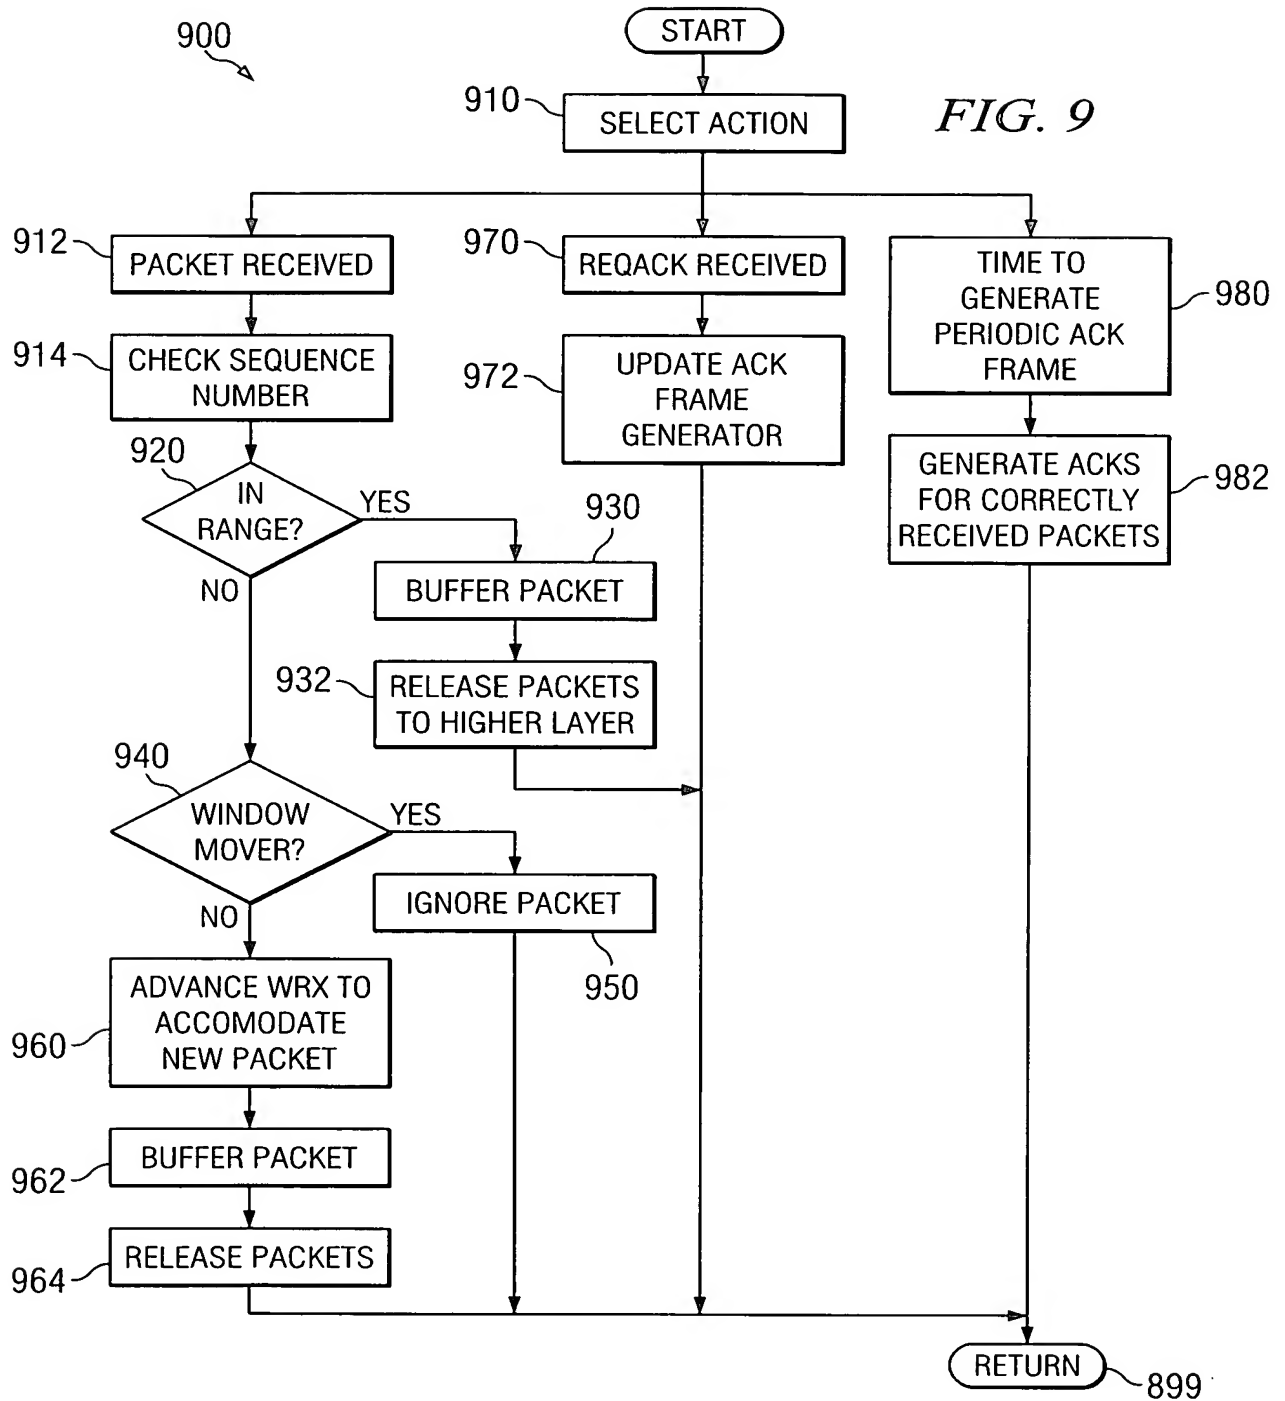 900
START
910
SELECT ACTION
FIG. 9
912
PACKET RECEIVED
970
REQACK RECEIVED
TIME TO
GENERATE
PERIODIC ACK
FRAME
980
914
CHECK SEQUENCE
NUMBER
972
UPDATE ACK
FRAME
GENERATOR
GENERATE ACKS
FOR CORRECTLY
RECEIVED PACKETS
982
920
IN
RANGE?
YES
NO
930
BUFFER PACKET
932
RELEASE PACKETS
TO HIGHER LAYER
940
WINDOW
MOVER?
YES
NO
IGNORE PACKET
950
960
ADVANCE WRX TO
ACCOMODATE
NEW PACKET
962
BUFFER PACKET
964
RELEASE PACKETS
RETURN
899